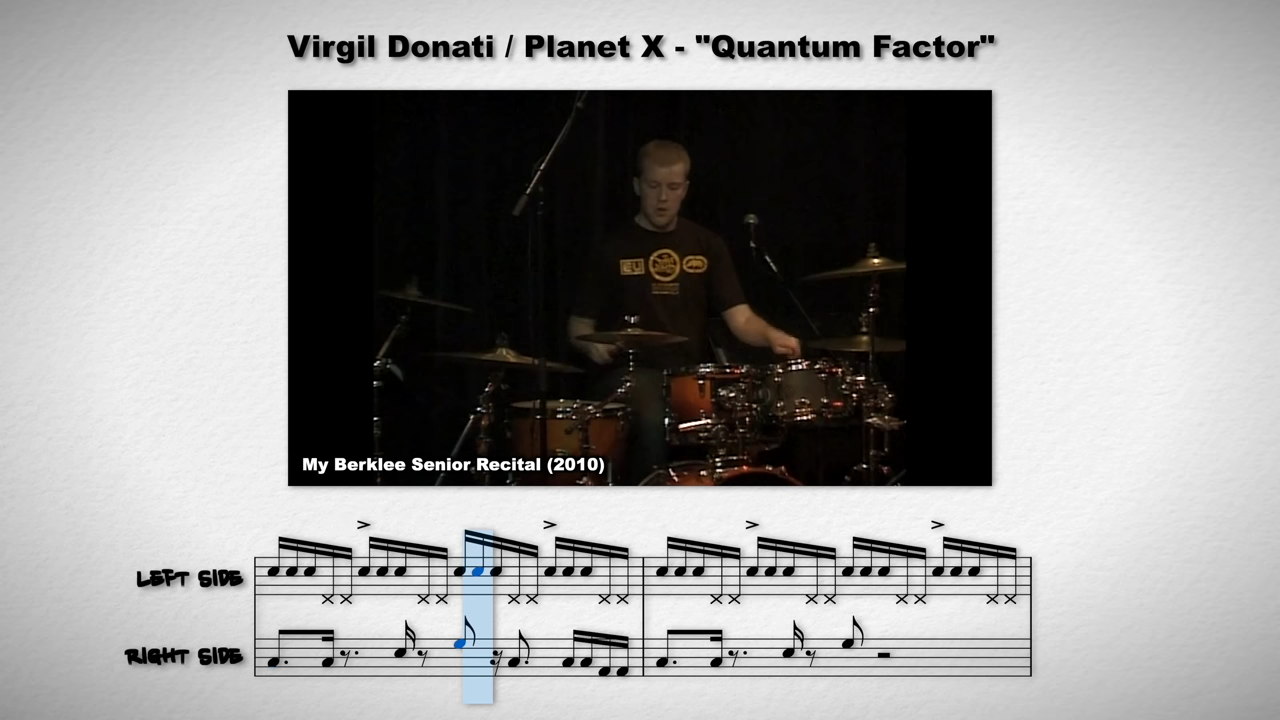 Virgil Donati / Planet X - "Quantum Factor"
My Berklee Senior Recital (2010)
LEFT SIDE
RIGHT SIDE